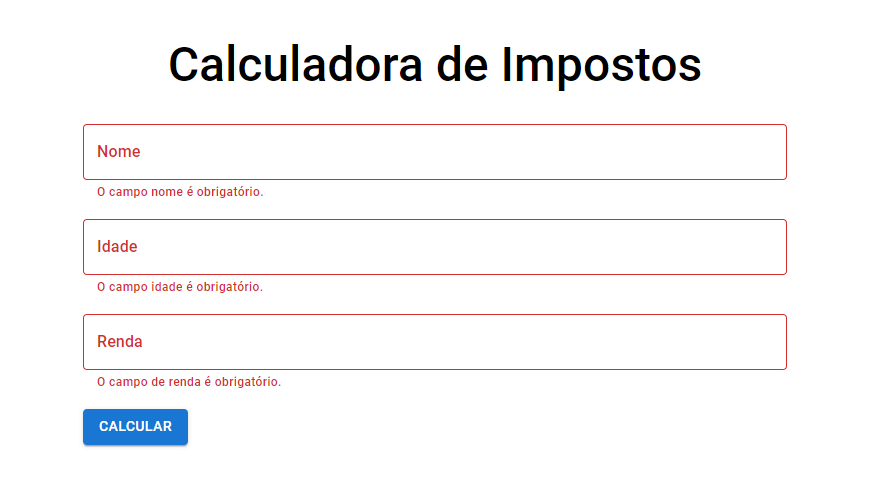 Calculadora de Impostos
Nome
O campo nome é obrigatório.
Idade
O campo idade é obrigatório.
Renda
O campo de renda é obrigatório.
CALCULAR